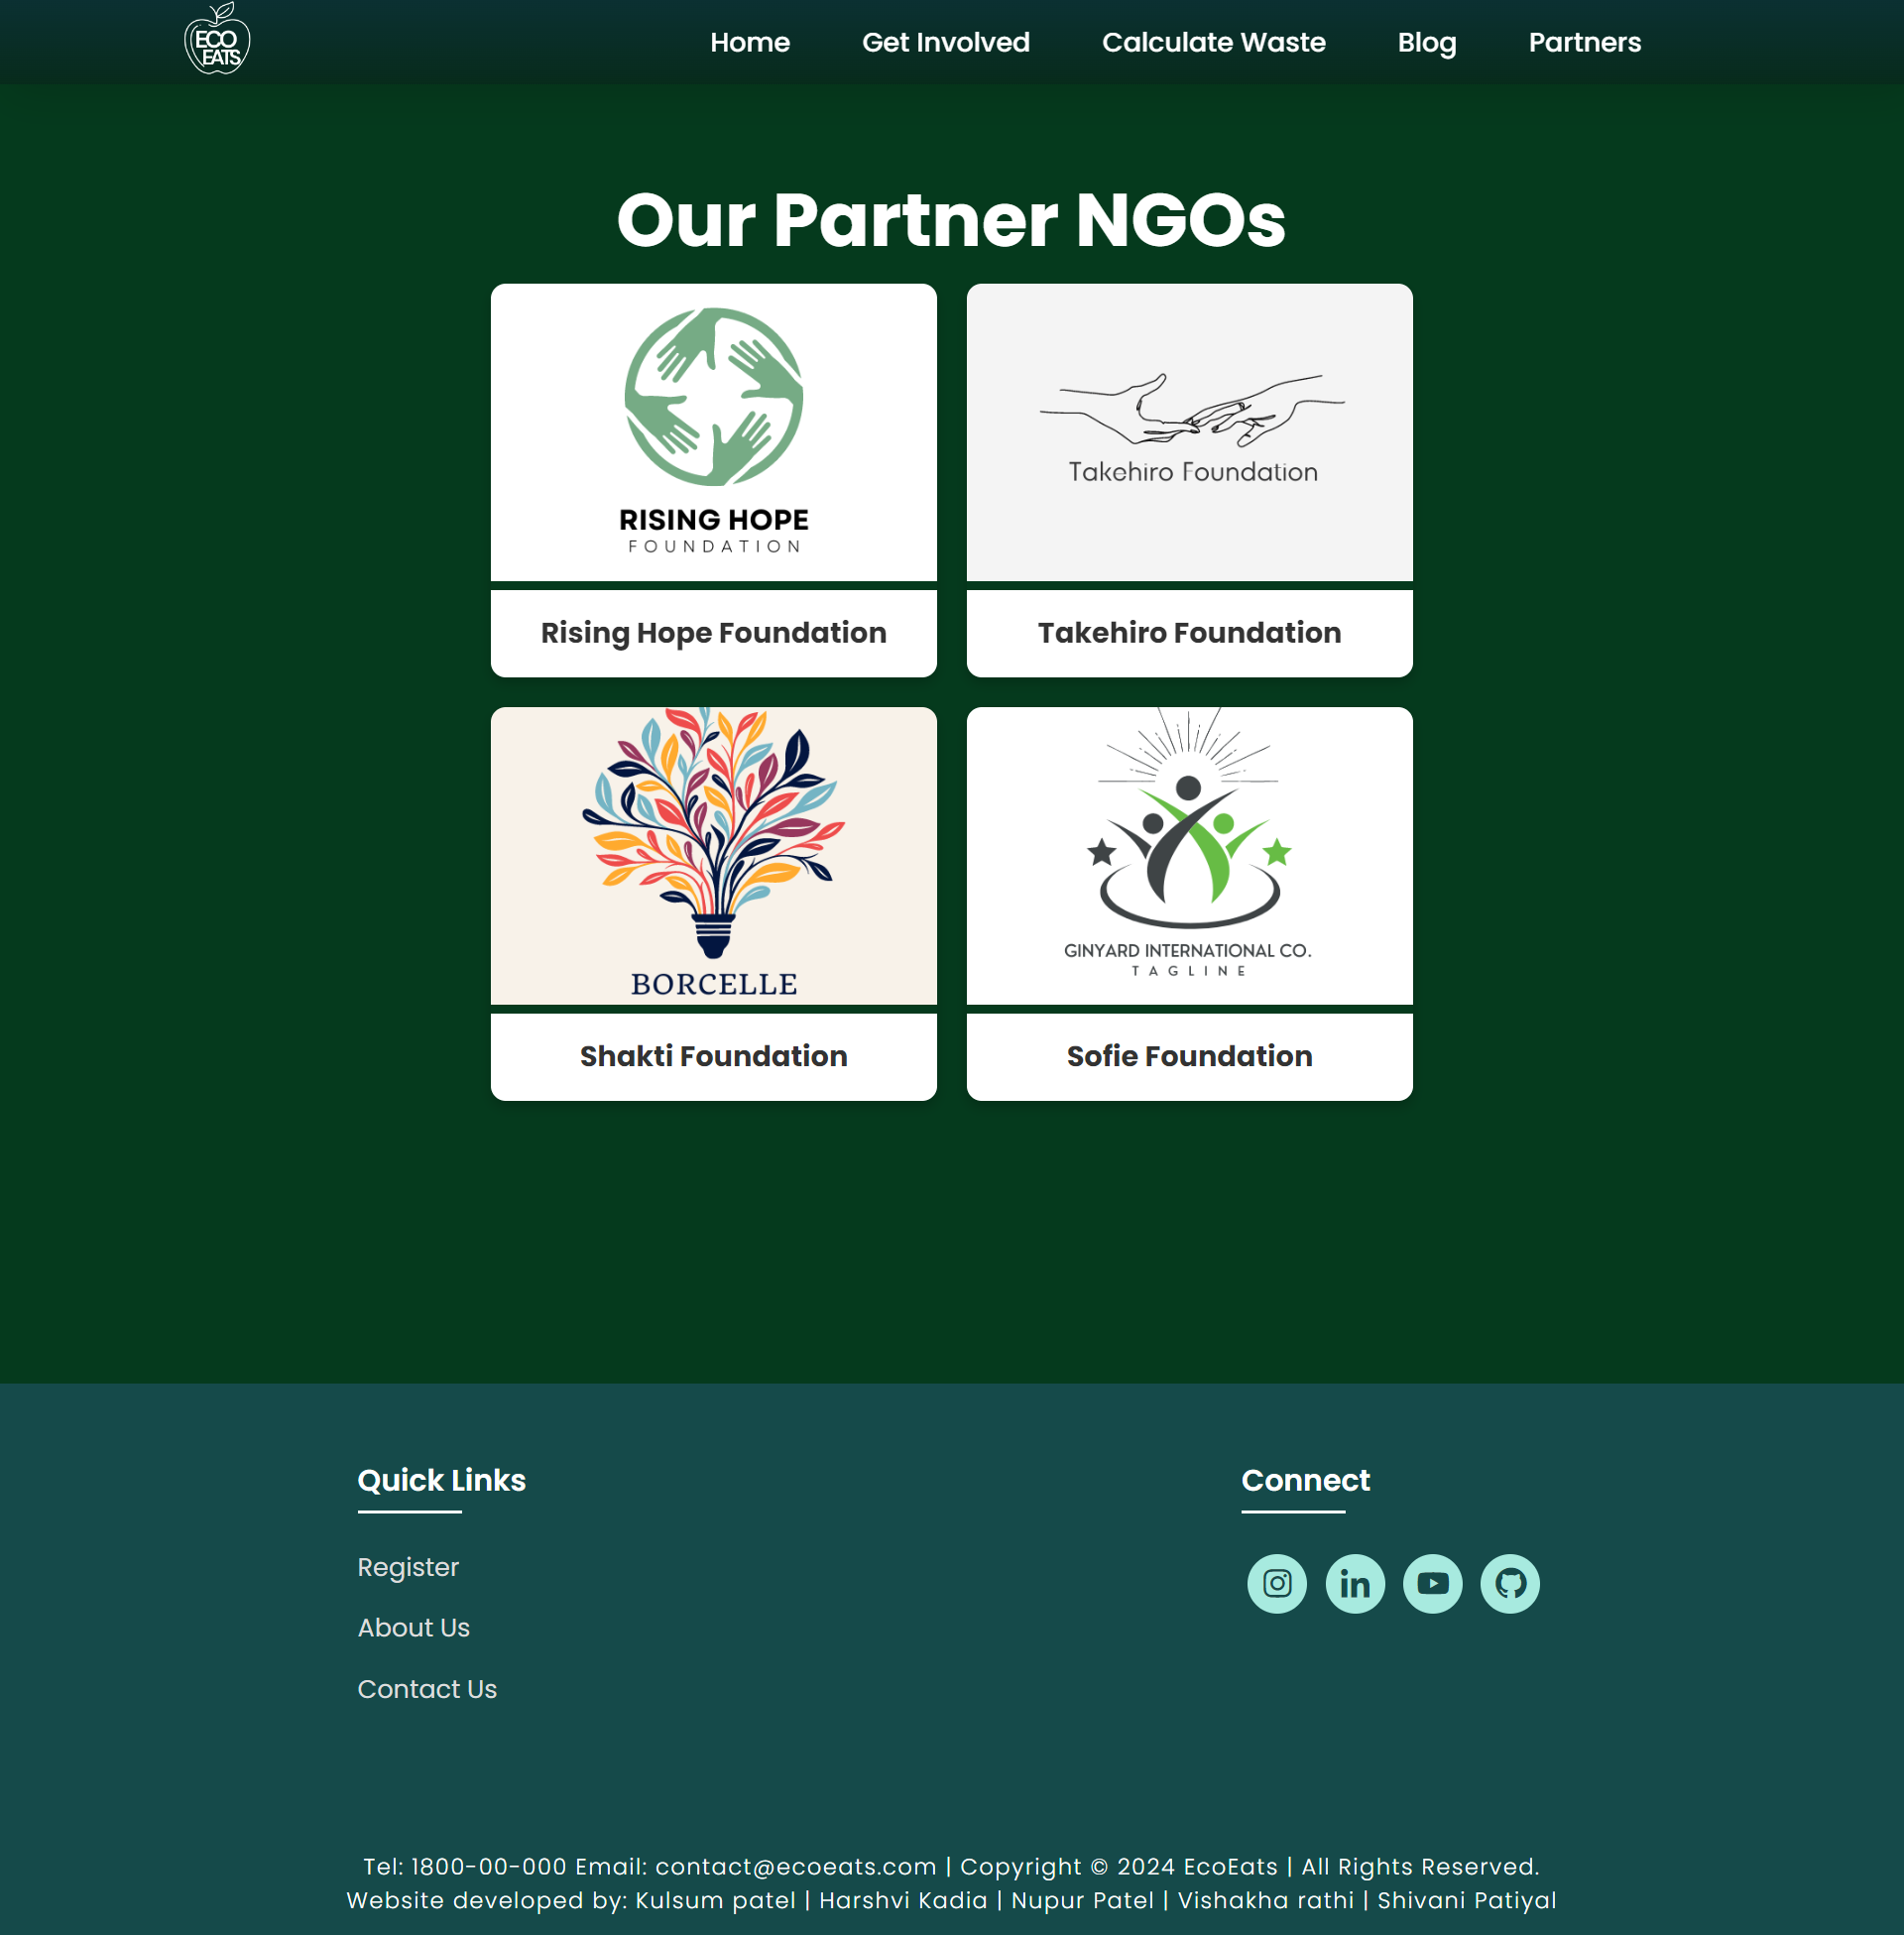 ECO
EATS
Home
Get Involved
Calculate Waste
Blog
Partners
Our Partner NGOs
RISING HOPE
FOUNDATION
Rising Hope Foundation
Takehiro Foundation
Takehiro Foundation
BORCELLE
Shakti Foundation
GINYARD INTERNATIONAL CO.
TAGLINE
Sofie Foundation
Quick Links
Register
About Us
Contact Us
Connect
Tel: 1800-00-000 Email: contact@ecoeats.com | Copyright © 2024 EcoEats | All Rights Reserved.
Website developed by: Kulsum patel | Harshvi Kadia | Nupur Patel | Vishakha rathi | Shivani Patiyal